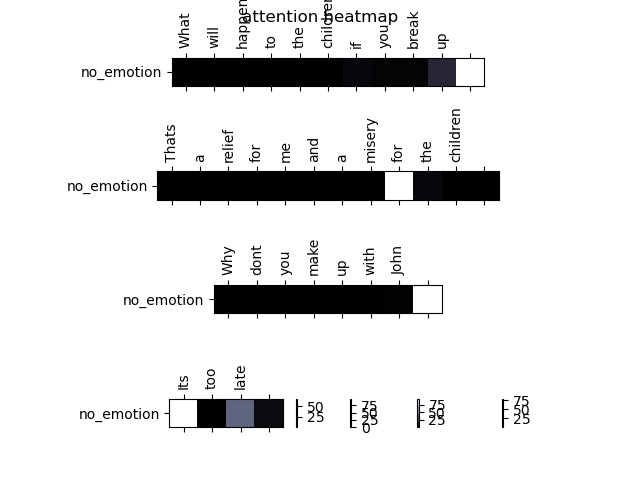 attention heatmap
What will happen to the children if you break up
no_emotion
Thats a relief for me and a misery for the children
no_emotion
Why dont you make up with John
no_emotion
Its too late
no_emotion
50
25
75
50
25
0
75
50
25
75
50
25